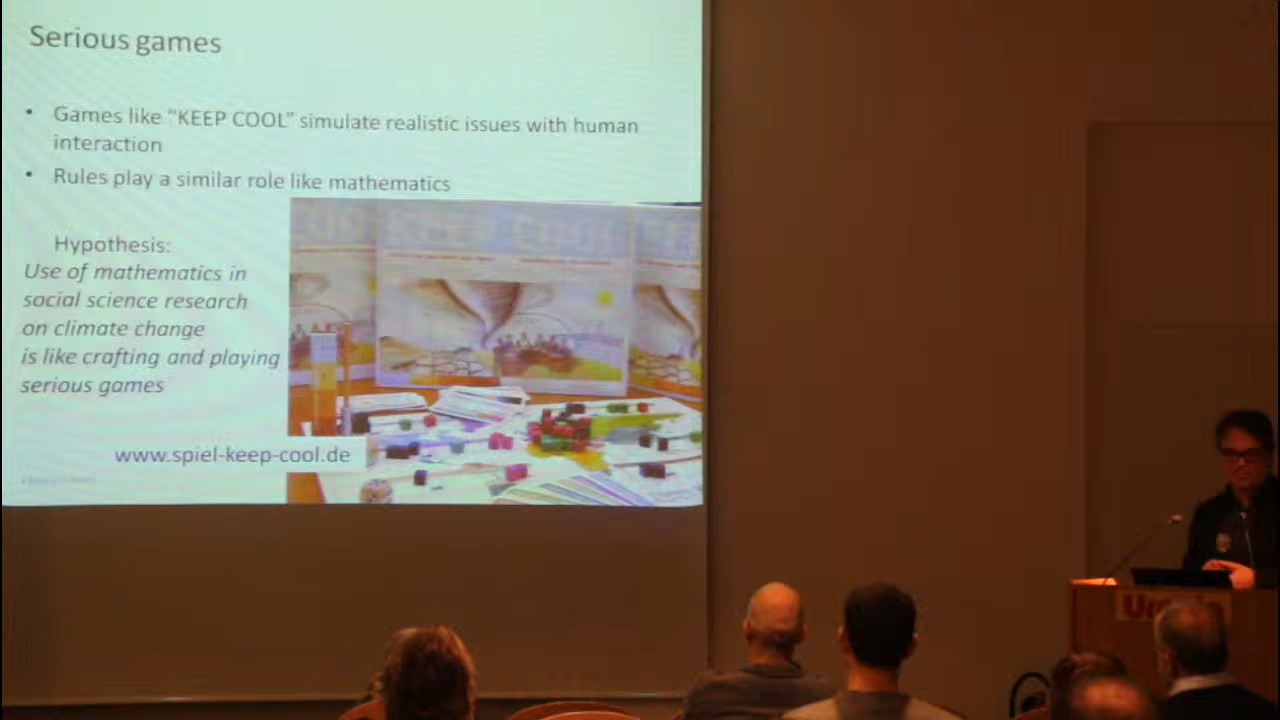 Serious games
• Games like “KEEP COOL” simulate realistic issues with human
interaction
• Rules play a similar role like mathematics
Hypothesis:
Use of mathematics in
social science research
on climate change
is like crafting and playing
serious games
www.spiel-keep-cool.de